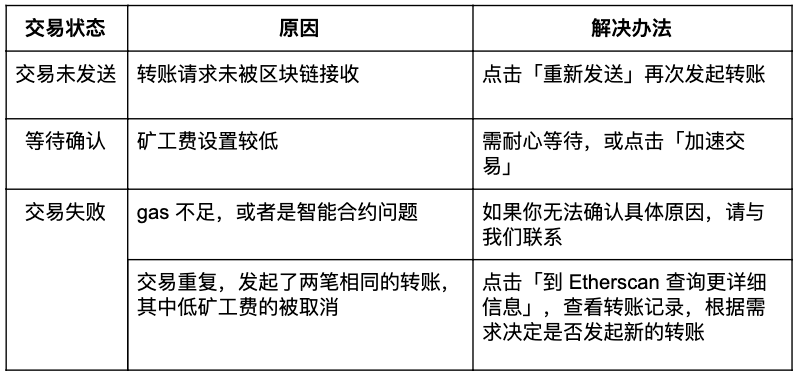 交易状态
原因
解决办法
交易未发送
转账请求未被区块链接收
点击「重新发送」再次发起转账
等待确认
矿工费设置较低
需耐心等待，或点击「加速交
易」
交易失败
gas 不足，或者是智能合约问题
如果你无法确认具体原因，请与
我们联系
交易重复，发起了两笔相同的转账，
其中低矿工费的被取消
点击「到 Etherscan 查询更详细
信息」，查看转账记录，根据需
求决定是否发起新的转账